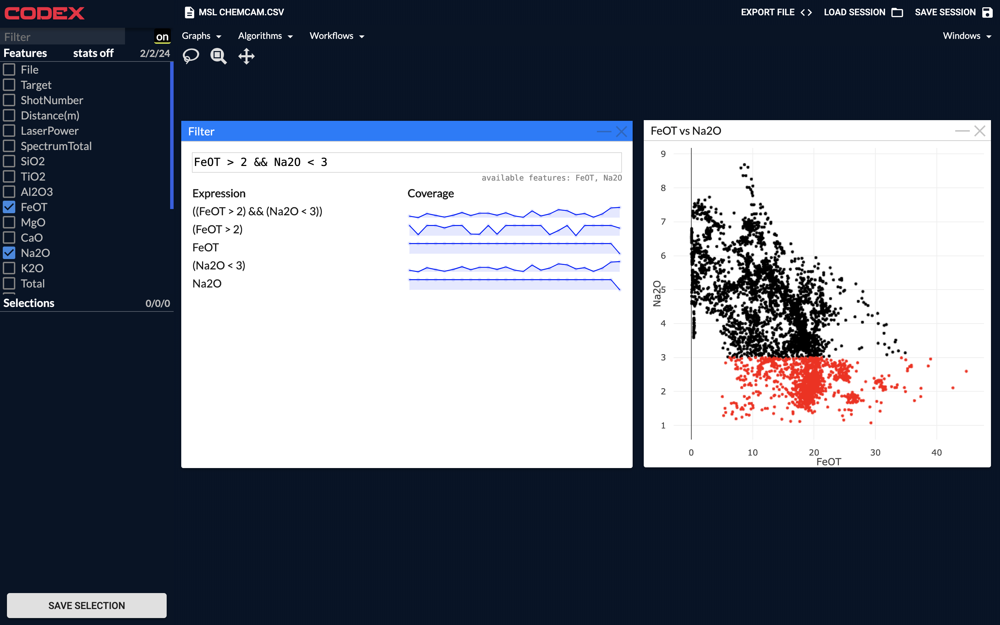 CODEX
MSL CHEMCAM.CSV
EXPORT FILE
LOAD SESSION
SAVE SESSION
Filter
on
Graphs
Algorithms
Workflows
Windows
Features
stats off
2/2/24
File
Target
ShotNumber
Distance(m)
LaserPower
SpectrumTotal
SiO2
TiO2
Al2O3
FeOT
MgO
CaO
Na2O
K2O
Total
Selections
0/0/0
SAVE SELECTION
Filter
FeOT > 2 && Na2O < 3
available features: FeOT, Na2O
Expression
Coverage
((FeOT > 2) && (Na2O < 3))
(FeOT > 2)
FeOT
(Na2O < 3)
Na2O
FeOT vs Na2O
9
8
7
6
5
4
3
2
1
Na2O
0
10
20
30
40
FeOT